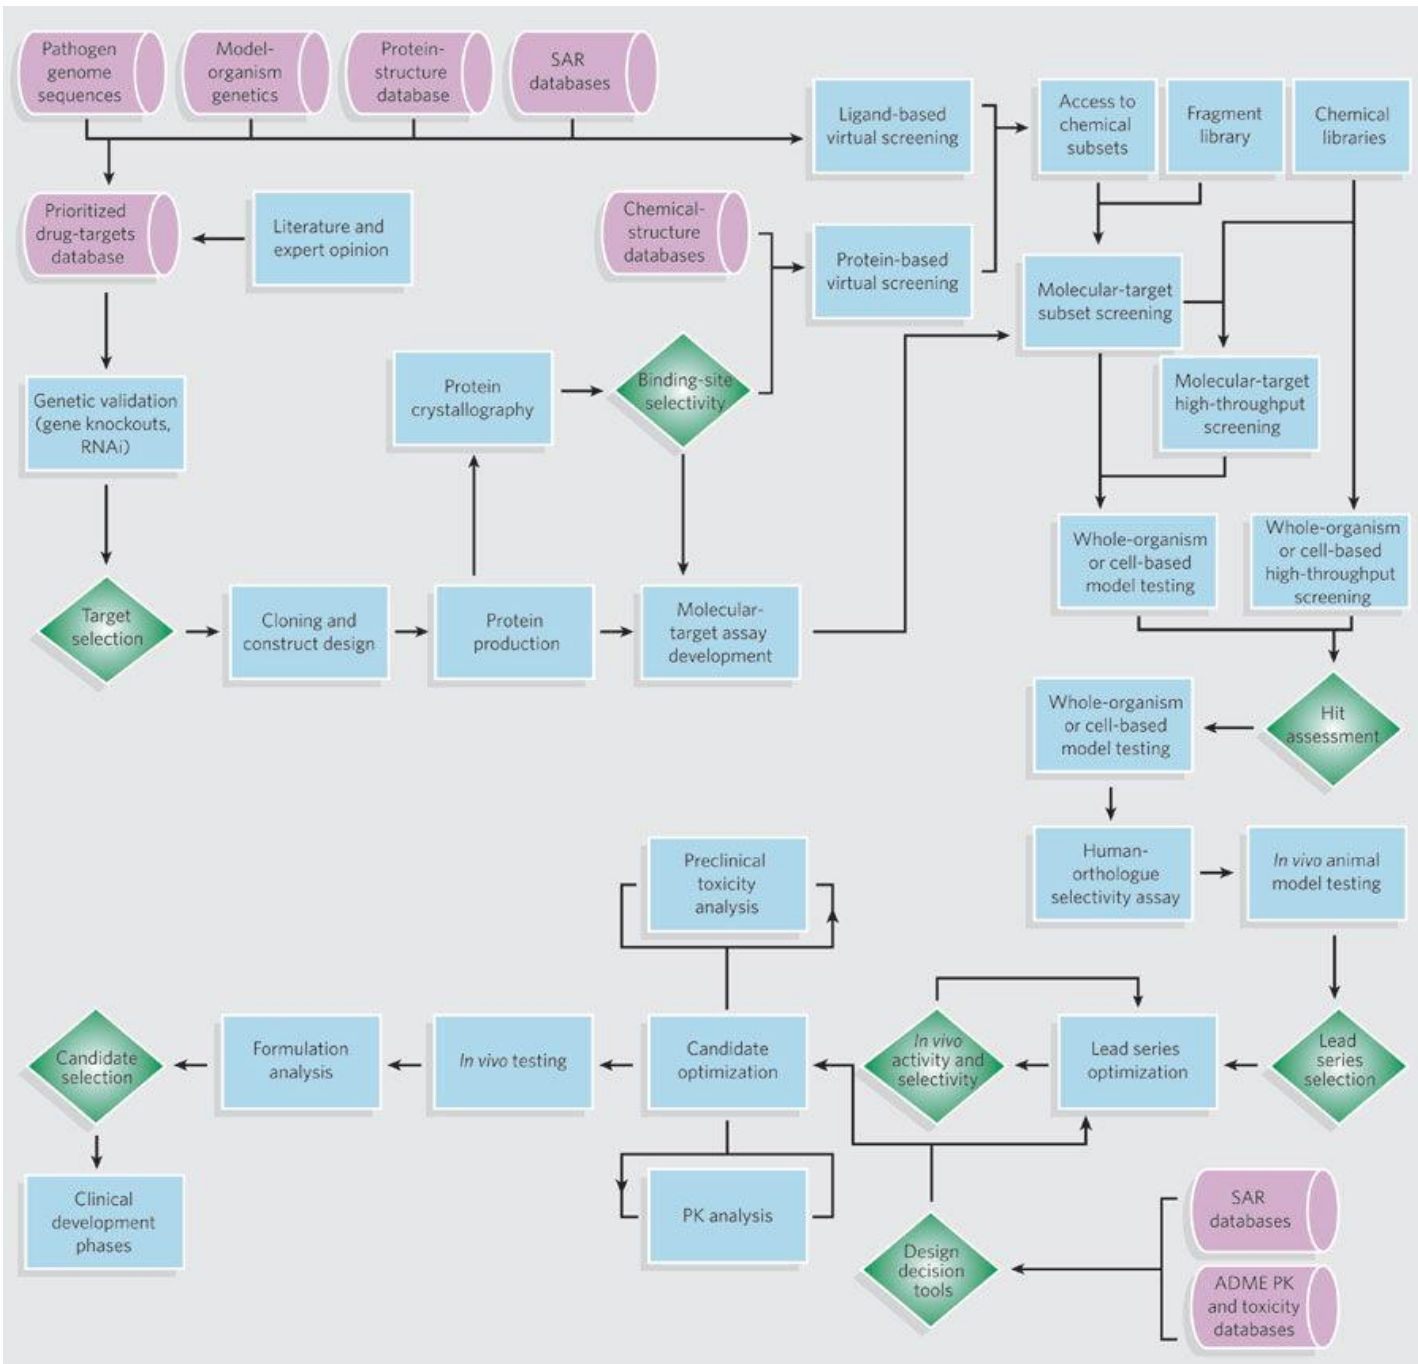 Pathogen
genome
sequences
Model-
organism
genetics
Protein-
structure
database
SAR
databases
Ligand-based
virtual screening
Access to
chemical
subsets
Fragment
library
Chemical
libraries
Prioritized
drug-targets
database
Literature and
expert opinion
Chemical-
structure
databases
Protein-based
virtual screening
Molecular-target
subset screening
Genetic validation
(gene knockouts,
RNAi)
Protein
crystallography
Binding-site
selectivity
Molecular-target
high-throughput
screening
Whole-organism
or cell-based
model testing
Whole-organism
or cell-based
high-throughput
screening
Target
selection
Cloning and
construct design
Protein
production
Molecular-
target assay
development
Whole-organism
or cell-based
model testing
Hit
assessment
Preclinical
toxicity
analysis
Human-
orthologue
selectivity assay
In vivo animal
model testing
Candidate
selection
Formulation
analysis
In vivo testing
Candidate
optimization
In vivo
activity and
selectivity
Lead series
optimization
Lead
series
selection
Clinical
development
phases
PK analysis
Design
decision
tools
SAR
databases
ADME PK
and toxicity
databases